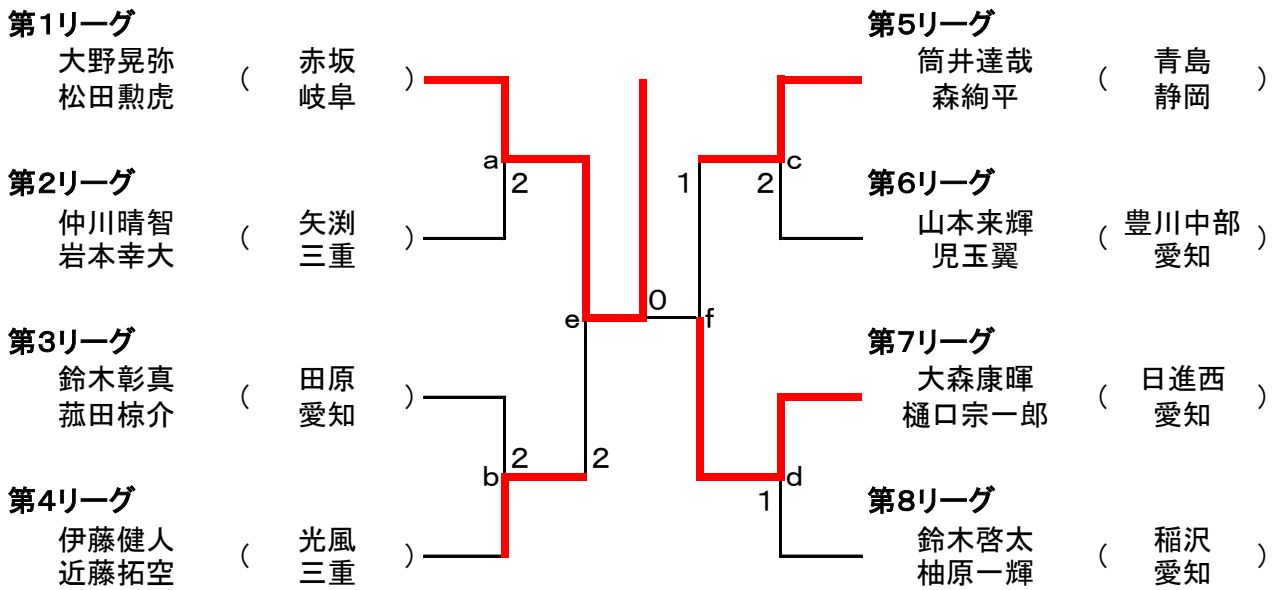 第1リーグ
大野晃弥
松田勲虎
(
赤坂
岐阜
)
第2リーグ
仲川晴智
岩本幸大
(
矢渕
三重
)
第3リーグ
鈴木彰真
菰田椋介
(
田原
愛知
)
第4リーグ
伊藤健人
近藤拓空
(
光風
三重
)
a
2
b
2
e
2
0
f
1
c
2
d
1
第5リーグ
筒井達哉
森絢平
(
青島
静岡
)
第6リーグ
山本来輝
児玉翼
(
豊川中部
愛知
)
第7リーグ
大森康暉
樋口宗一郎
(
日進西
愛知
)
第8リーグ
鈴木啓太
柚原一輝
(
稲沢
愛知
)